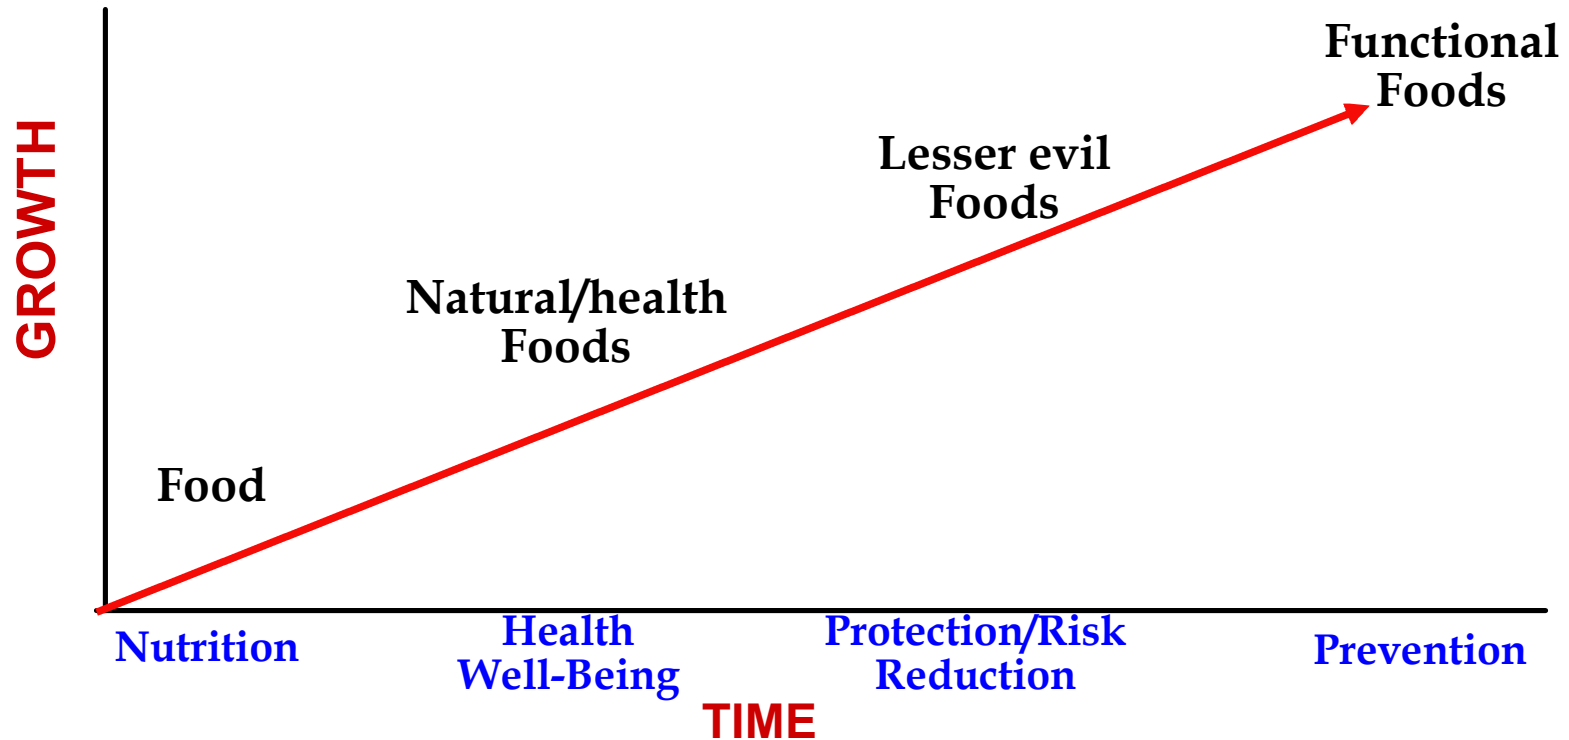 Functional
Foods
Lesser evil
Foods
GROWTH
Natural/health
Foods
Food
Nutrition
Health
Well-Being
Protection/Risk
Reduction
Prevention
TIME